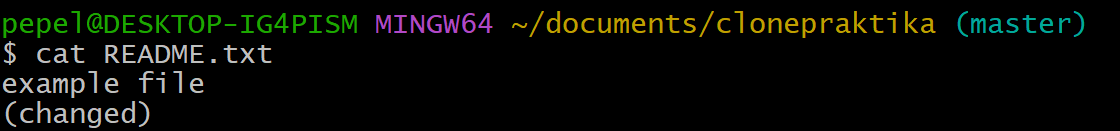 pepel@DESKTOP-IG4PISM MINGW64 ~/documents/clonepraktika (master)
$ cat README.txt
example file
(changed)